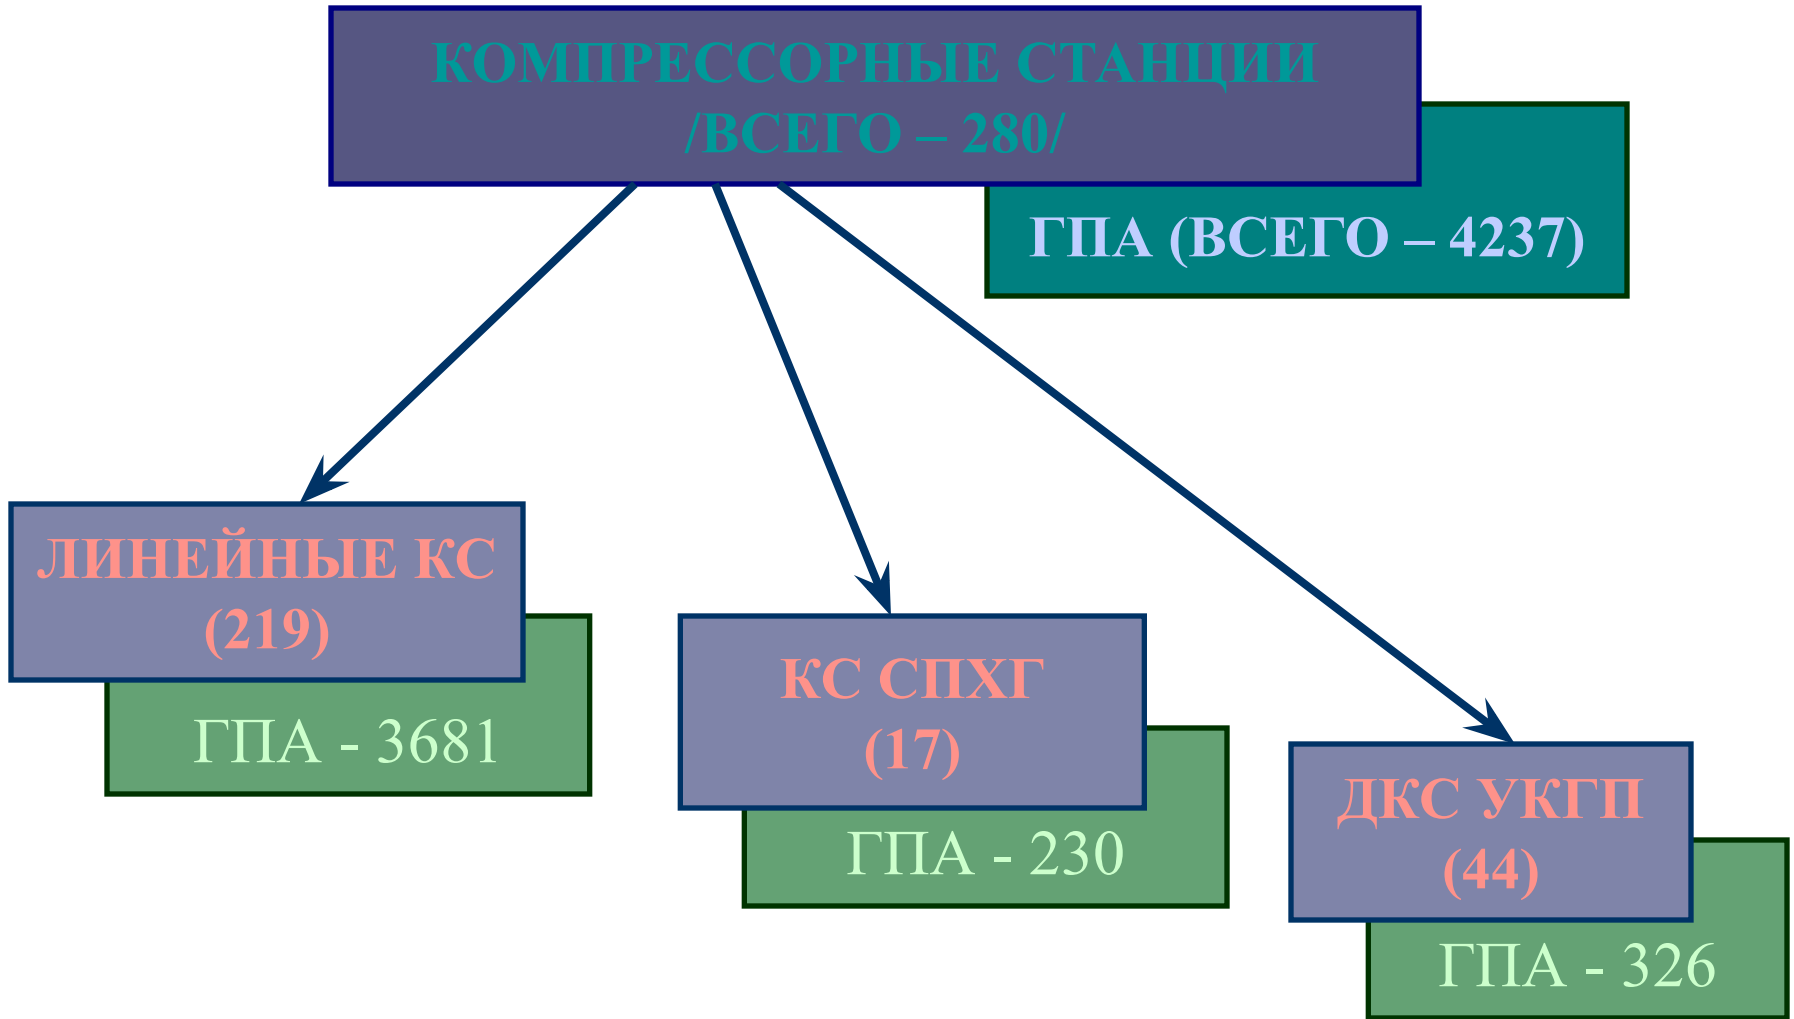 КОМПРЕССОРНЫЕ СТАНЦИИ
/ВСЕГО – 280/
ГПА (ВСЕГО – 4237)
ЛИНЕЙНЫЕ КС
(219)
ГПА - 3681
КС СПХГ
(17)
ГПА - 230
ДКС УКГП
(44)
ГПА - 326